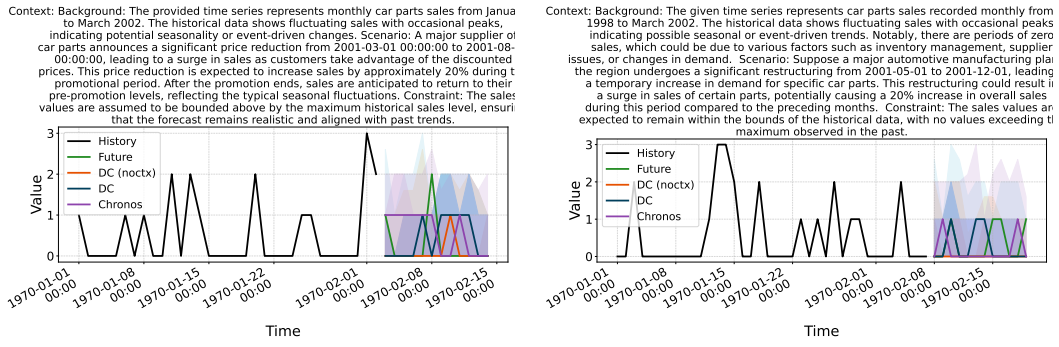 Context: Background: The provided time series represents monthly car parts sales from
to March 2002. The historical data shows fluctuating sales with occasional peaks,
indicating potential seasonality or event-driven changes. Scenario: A major supplier of
car parts announces a significant price reduction from 2001-03-01 00:00:00 to 2001-08-
00:00:00, leading to a surge in sales as customers take advantage of the discounted
prices. This price reduction is expected to increase sales by approximately 20% during
promotional period. After the promotion ends, sales are anticipated to return to their
pre-promotion levels, reflecting the typical seasonal fluctuations. Constraint: The
values are assumed to be bounded above by the maximum historical sales level,
that the forecast remains realistic and aligned with past trends.
3
2
1
0
Value
History
Future
DC (noctx)
DC
Chronos
1970-01-01
00:00
1970-01-08
00:00
1970-01-15
00:00
1970-01-22
00:00
1970-02-01
00:00
1970-02-08
00:00
1970-02-15
00:00
Time
Context: Background: The given time series represents car parts sales recorded monthly from
1998 to March 2002. The historical data shows fluctuating sales with occasional peaks
indicating possible seasonal or event-driven trends. Notably, there are periods of zero
sales, which could be due to various factors such as inventory management, supplier
issues, or changes in demand. Scenario: Suppose a major automotive manufacturing
the region undergoes a significant restructuring from 2001-05-01 to 2001-12-01, leading
a temporary increase in demand for specific car parts. This restructuring could result
a surge in sales of certain parts, potentially causing a 20% increase in overall sales
during this period compared to the preceding months. Constraint: The sales values
expected to remain within the bounds of the historical data, with no values exceeding
maximum observed in the past.
3
2
1
0
Value
History
Future
DC (noctx)
DC
Chronos
1970-01-01
00:00
1970-01-08
00:00
1970-01-15
00:00
1970-01-22
00:00
1970-02-01
00:00
1970-02-08
00:00
1970-02-15
00:00
Time